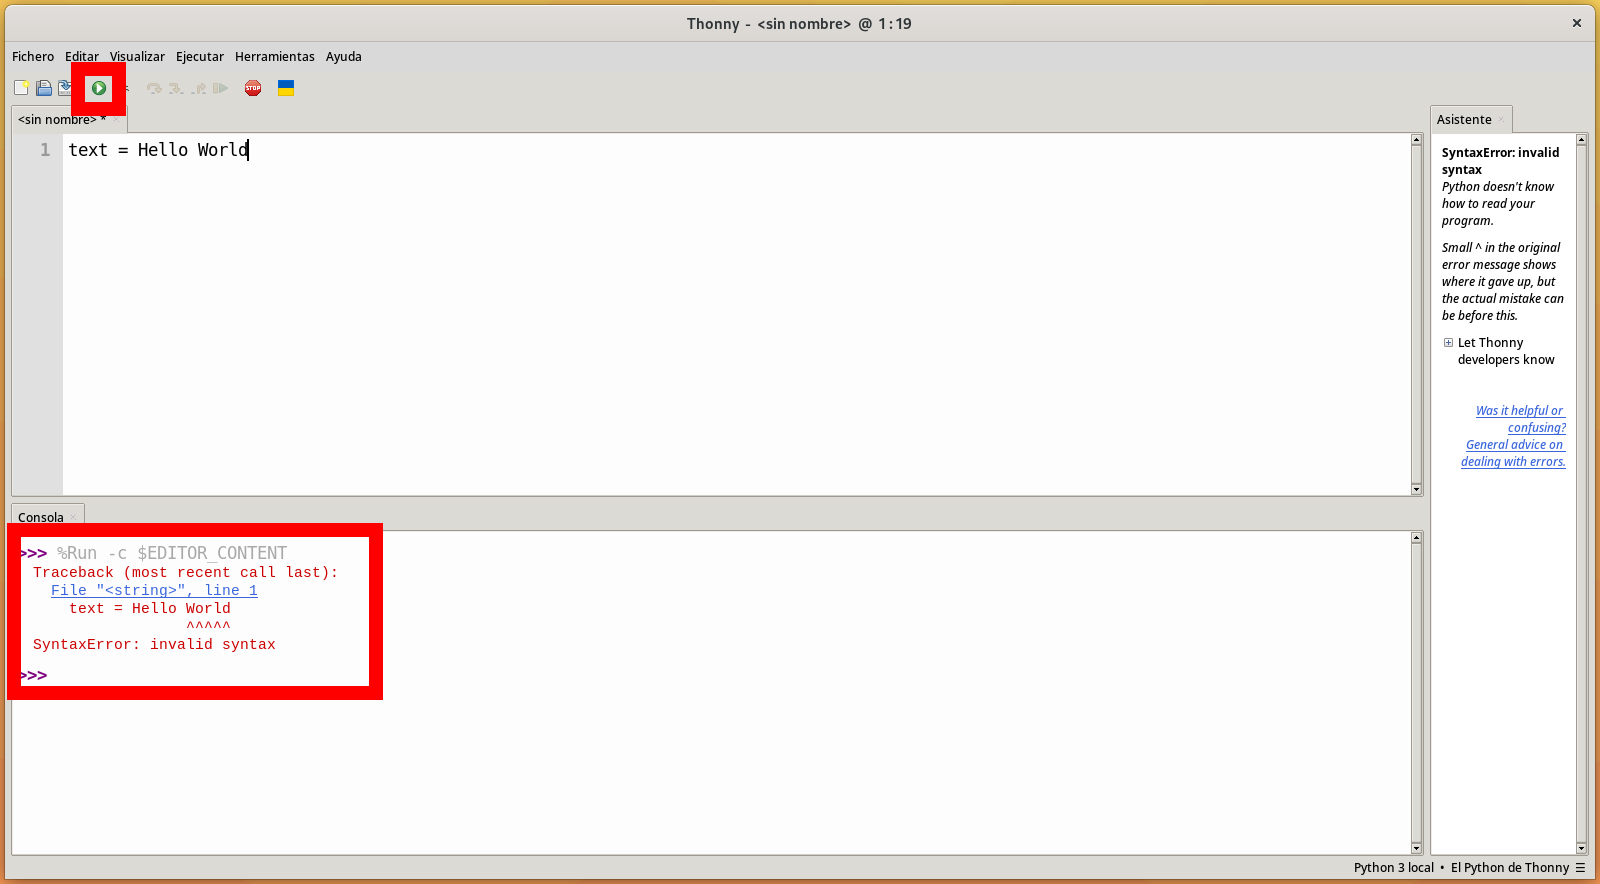 Thonny - <sin nombre> @ 1:19
Fichero Editar Visualizar Ejecutar Herramientas Ayuda
STOP
<sin nombre> *
1 text = Hello World
Asistente
SyntaxError: invalid
syntax
Python doesn't know
how to read your
program.
Small ^ in the original
error message shows
where it gave up, but
the actual mistake can
be before this.
Let Thonny
developers know
Was it helpful or
confusing?
General advice on
dealing with errors.
Consola
>>> %Run -c $EDITOR_CONTENT
Traceback (most recent call last):
File "<string>", line 1
text = Hello World
^^^^^
SyntaxError: invalid syntax
>>>
Python 3 local • El Python de Thonny ☰